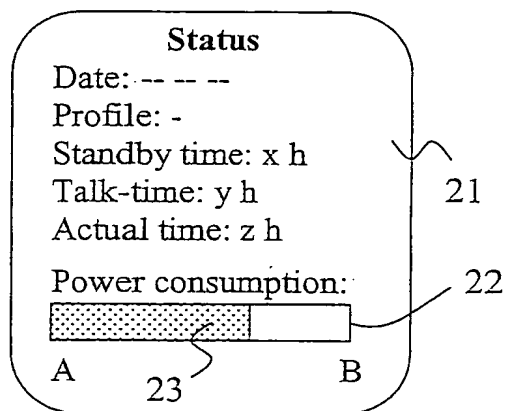 Status
Date: -- -- --
Profile: -
Standby time: x h
Talk-time: y h
Actual time: z h
Power consumption:
A B
21
22
23